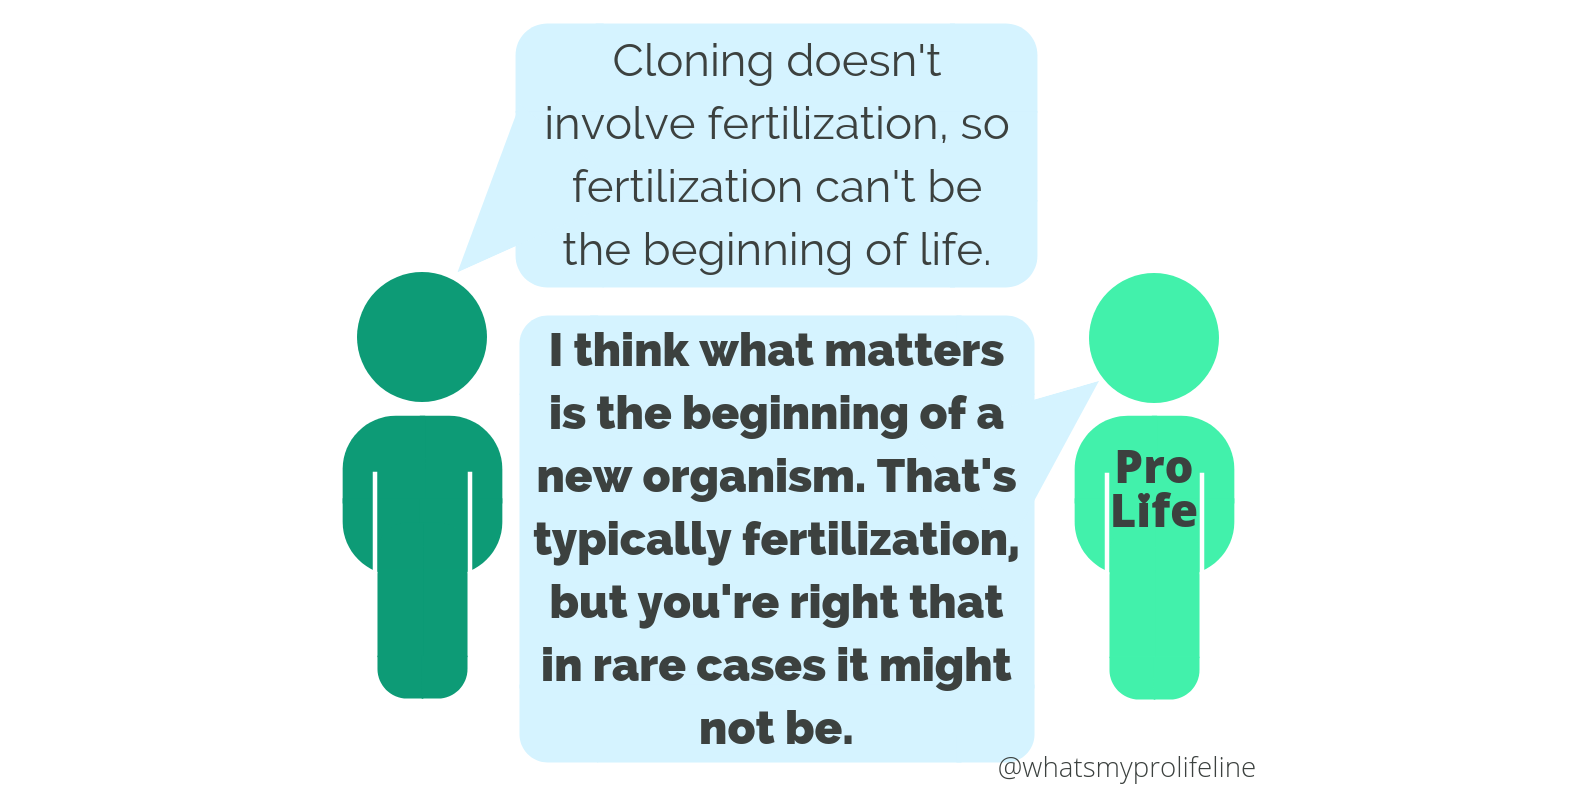 Cloning doesn't
involve fertilization, so
fertilization can't be
the beginning of life.
I think what matters
is the beginning of a
new organism. That's
typically fertilization,
but you're right that
in rare cases it might
not be.
Pro
Life
@whatsmyprolifeline